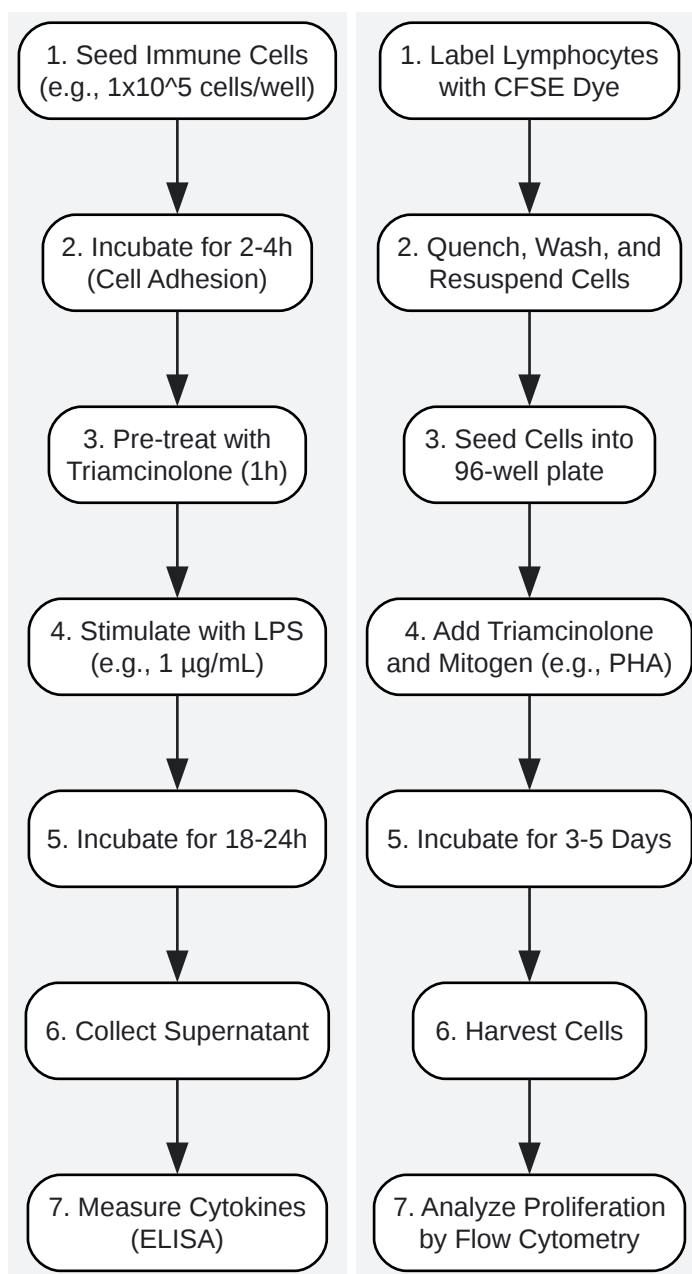 1. Seed Immune Cells
(e.g., 1x10^5 cells/well)
2. Incubate for 2-4h
(Cell Adhesion)
3. Pre-treat with
Triamcinolone (1h)
4. Stimulate with LPS
(e.g., 1 µg/mL)
5. Incubate for 18-24h
6. Collect Supernatant
7. Measure Cytokines
(ELISA)
1. Label Lymphocytes
with CFSE Dye
2. Quench, Wash, and
Resuspend Cells
3. Seed Cells into
96-well plate
4. Add Triamcinolone
and Mitogen (e.g., PHA)
5. Incubate for 3-5 Days
6. Harvest Cells
7. Analyze Proliferation
by Flow Cytometry